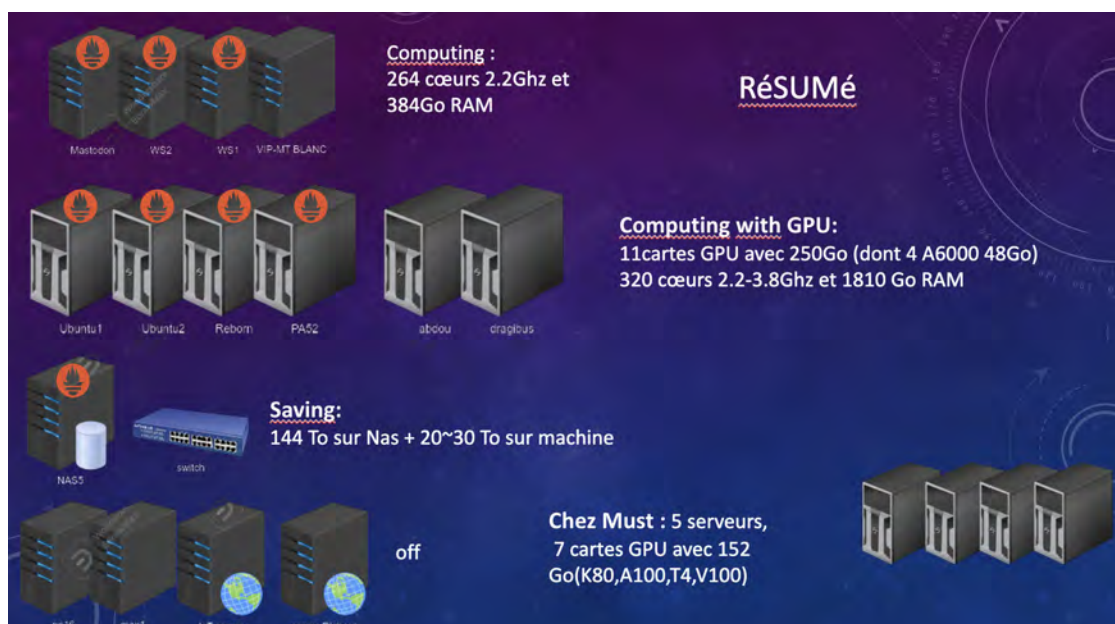 Computing :
264 cœurs 2.2Ghz et
384Go RAM
RéSUMé
Mastodon
WS2
WS1
VIP-MT BLANC
Computing with GPU:
11cartes GPU avec 250Go (dont 4 A6000 48Go)
320 cœurs 2.2-3.8Ghz et 1810 Go RAM
Ubuntu1
Ubuntu2
Reborn
PA52
abdou
dragibus
Saving:
144 To sur Nas + 20~30 To sur machine
NAS5
switch
off
Chez Must : 5 serveurs,
7 cartes GPU avec 152
Go(K80,A100,T4,V100)